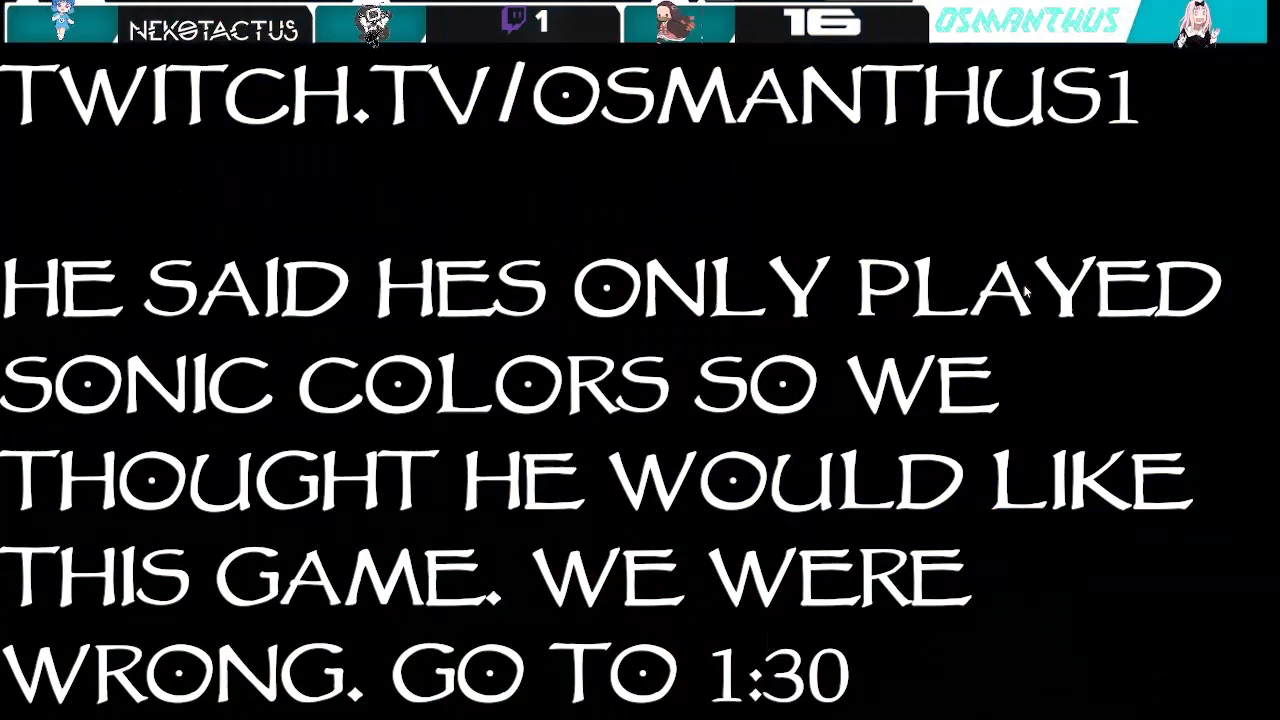 NEKOTACTUS 1 16 OSMANTHUS
TWITCH.TV/OSMANTHUS1
HE SAID HES ONLY PLAYED
SONIC COLORS SO WE
THOUGHT HE WOULD LIKE
THIS GAME. WE WERE
WRONG. GO TO 1:30